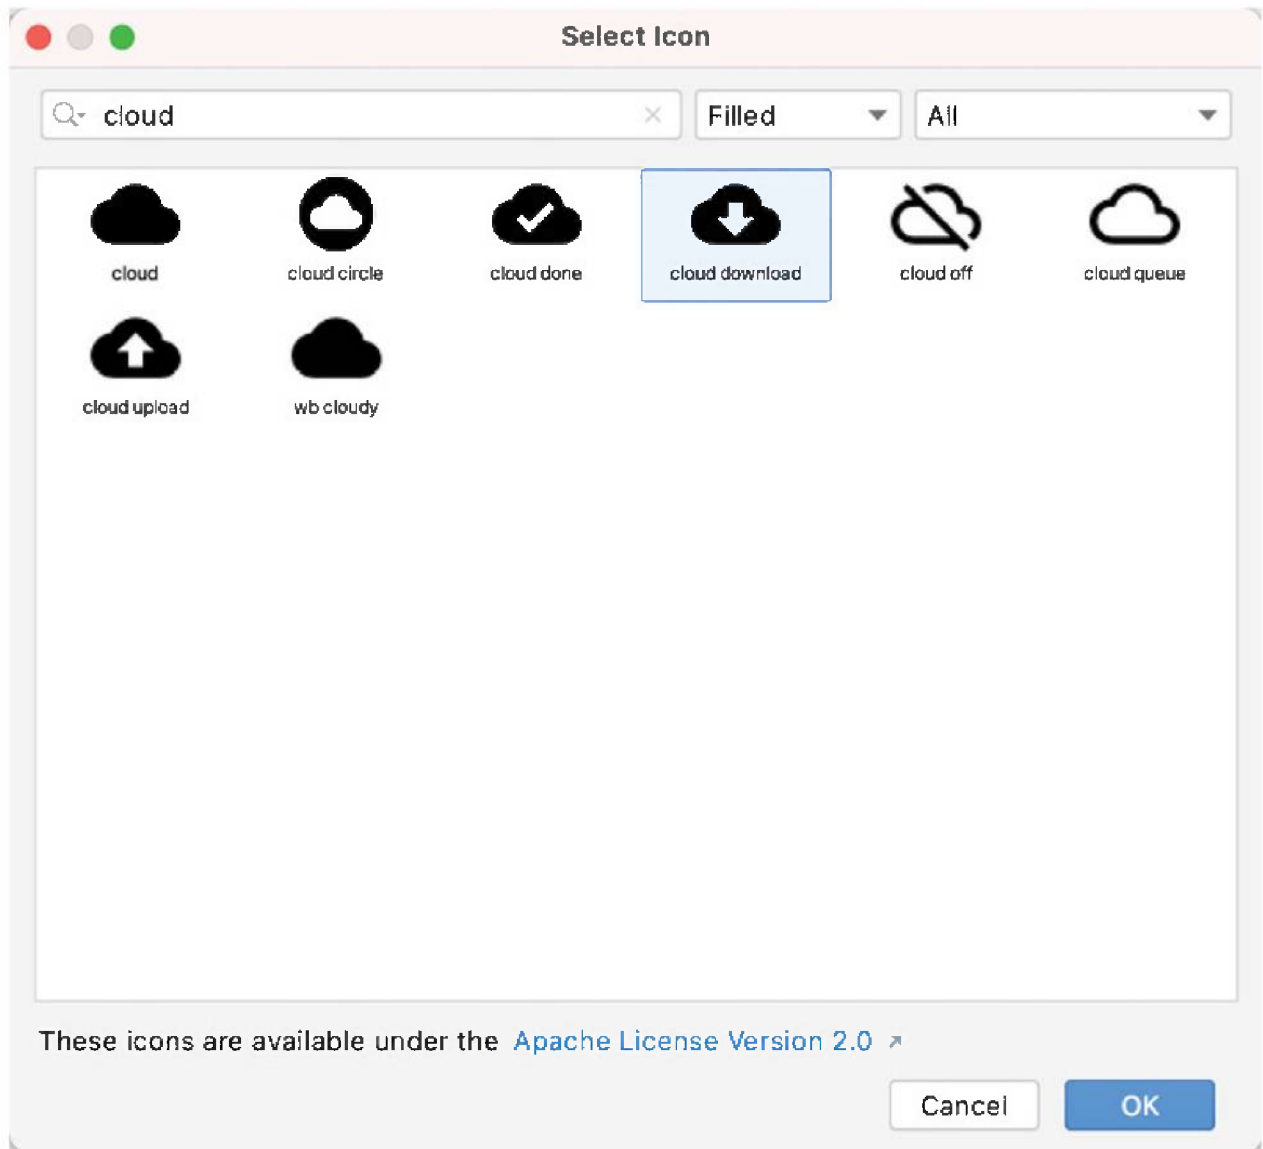 Select Icon
cloud
Filled
All
cloud
cloud circle
cloud done
cloud download
cloud off
cloud queue
cloud upload
wb cloudy
These icons are available under the Apache License Version 2.0
Cancel
OK